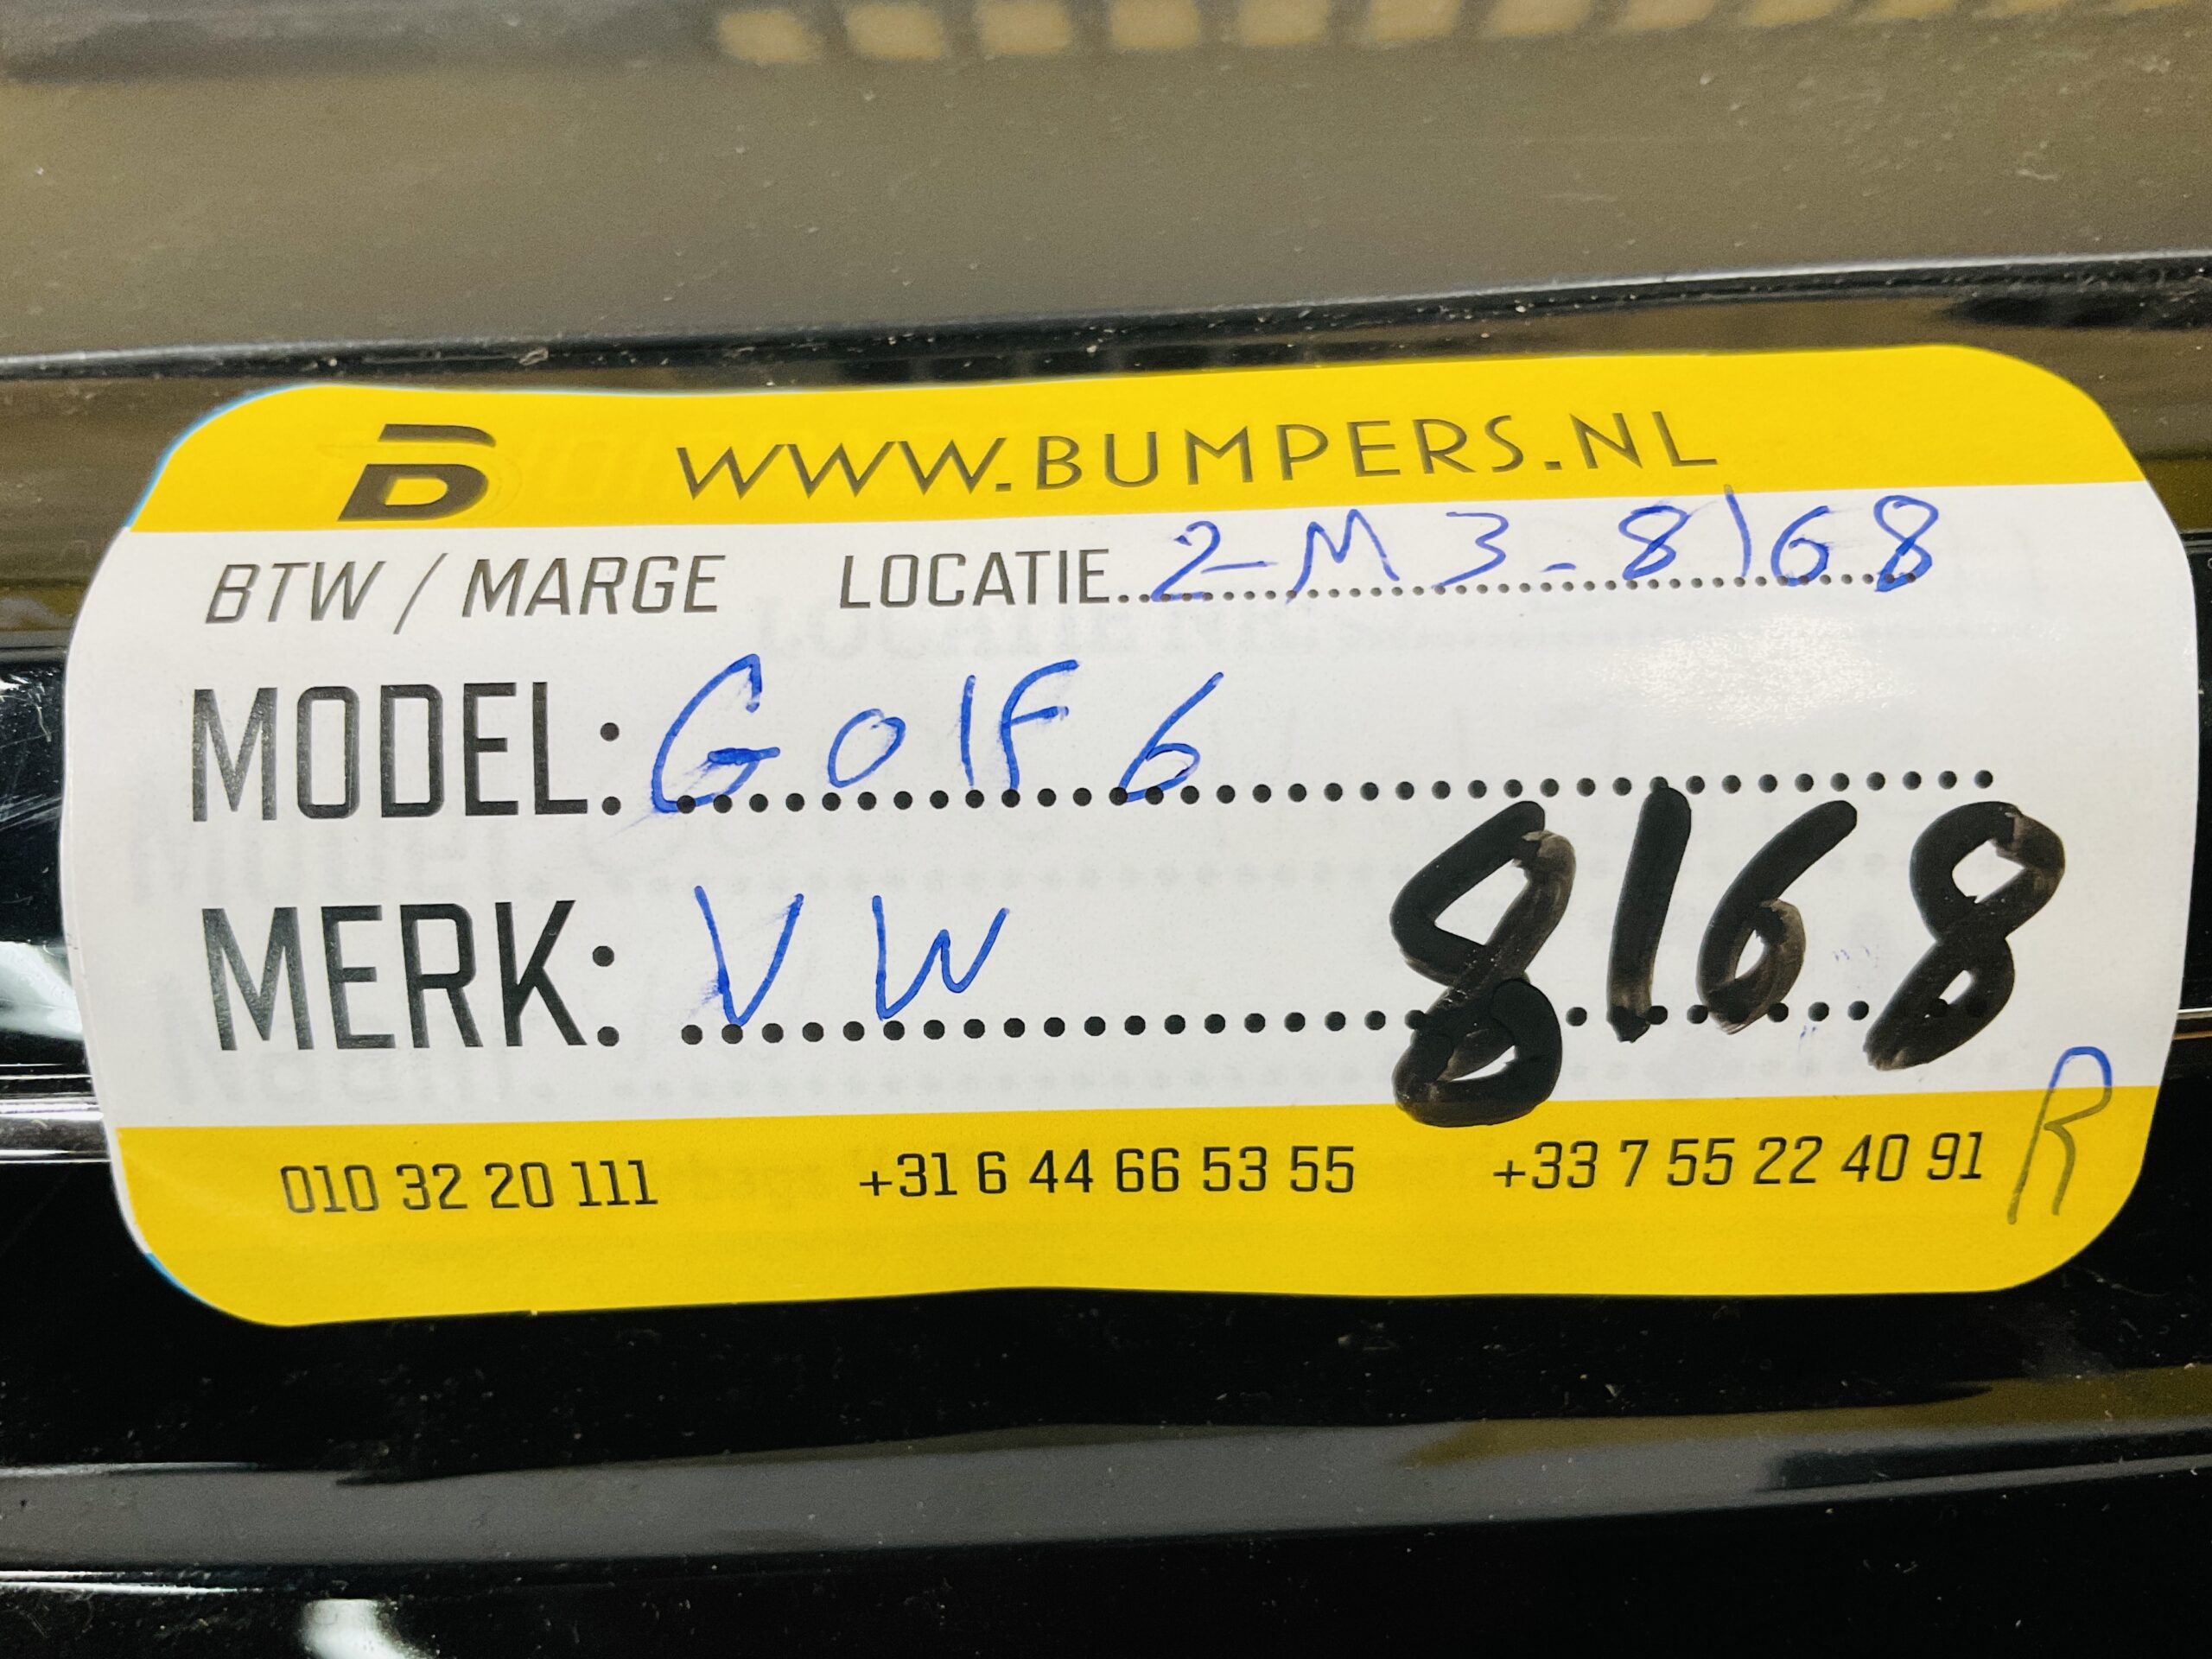 B WWW.BUMPERS.NL
BTW / MARGE LOCATIE 2-M3-8168
MODEL: Golf 6
MERK: VW
8168
R
010 32 20 111 +31 6 44 66 53 55 +33 7 55 22 40 91